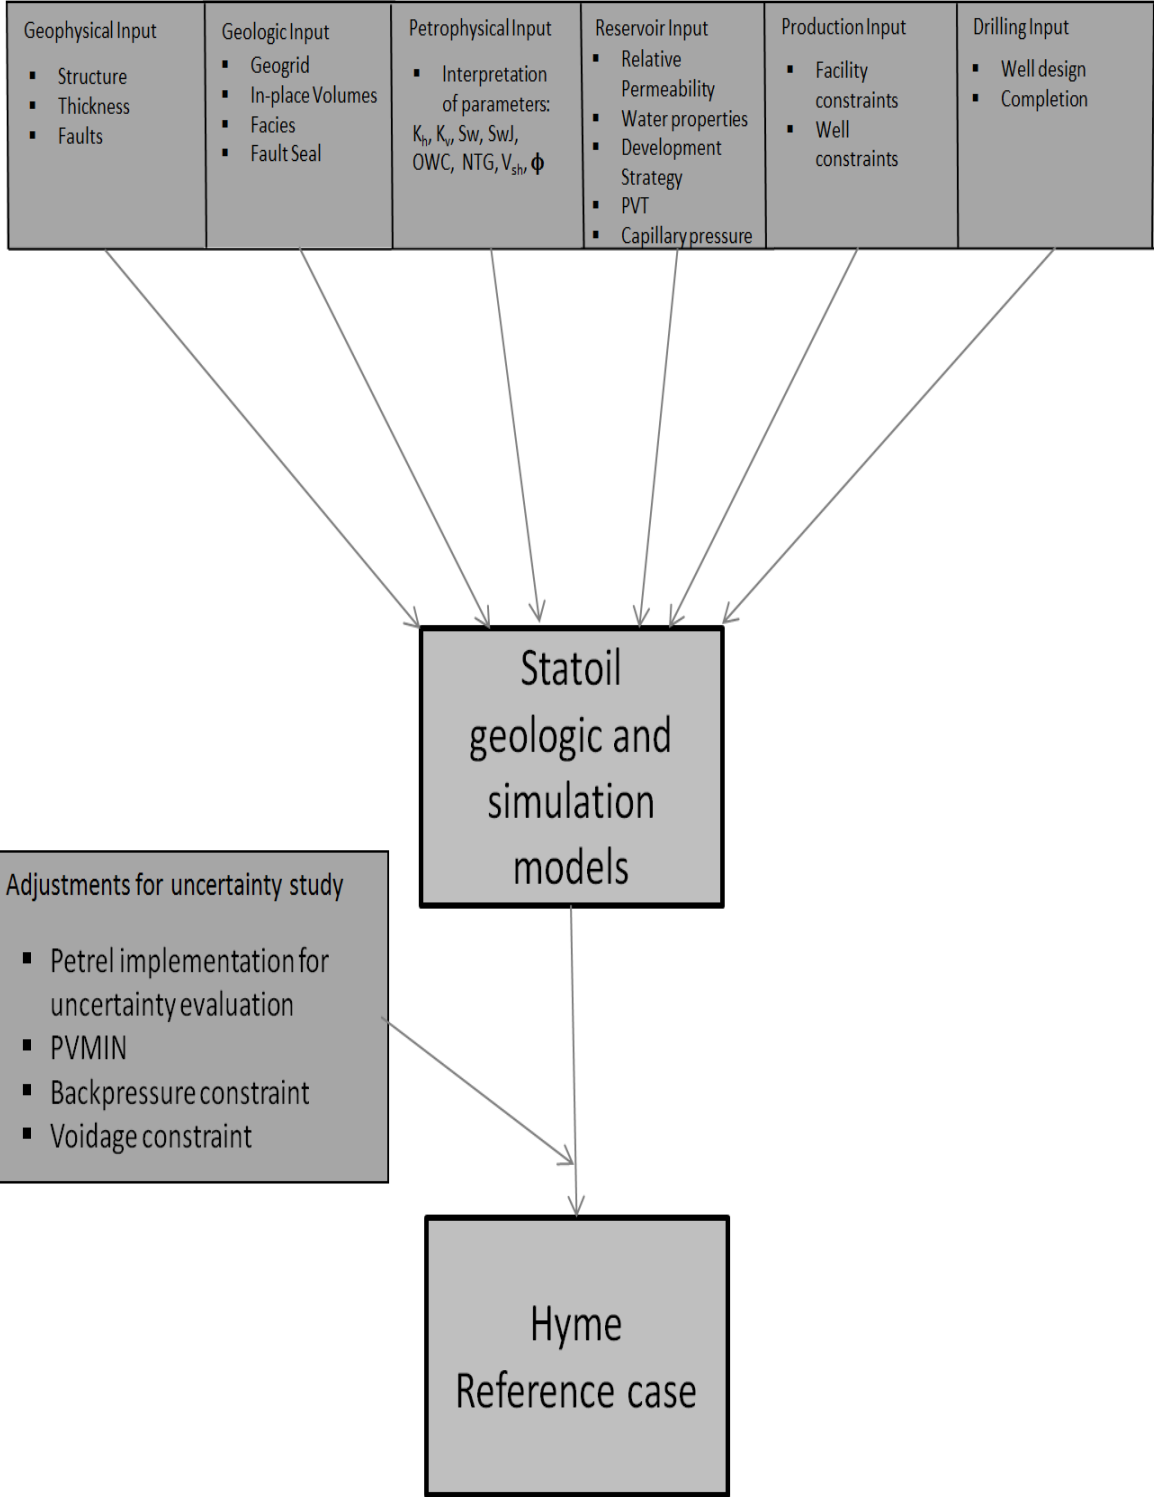 Geophysical Input
▪ Structure
▪ Thickness
▪ Faults
Geologic Input
▪ Geogrid
▪ In-place Volumes
▪ Facies
▪ Fault Seal
Petrophysical Input
▪ Interpretation
of parameters:
Kh, Kv, Sw, SwJ,
OWC, NTG, Vsh, ϕ
Reservoir Input
▪ Relative
Permeability
▪ Water properties
▪ Development
Strategy
▪ PVT
▪ Capillary pressure
Production Input
▪ Facility
constraints
▪ Well
constraints
Drilling Input
▪ Well design
▪ Completion
Statoil
geologic and
simulation
models
Adjustments for uncertainty study
▪ Petrel implementation for
uncertainty evaluation
▪ PVMIN
▪ Backpressure constraint
▪ Voidage constraint
Hyme
Reference case